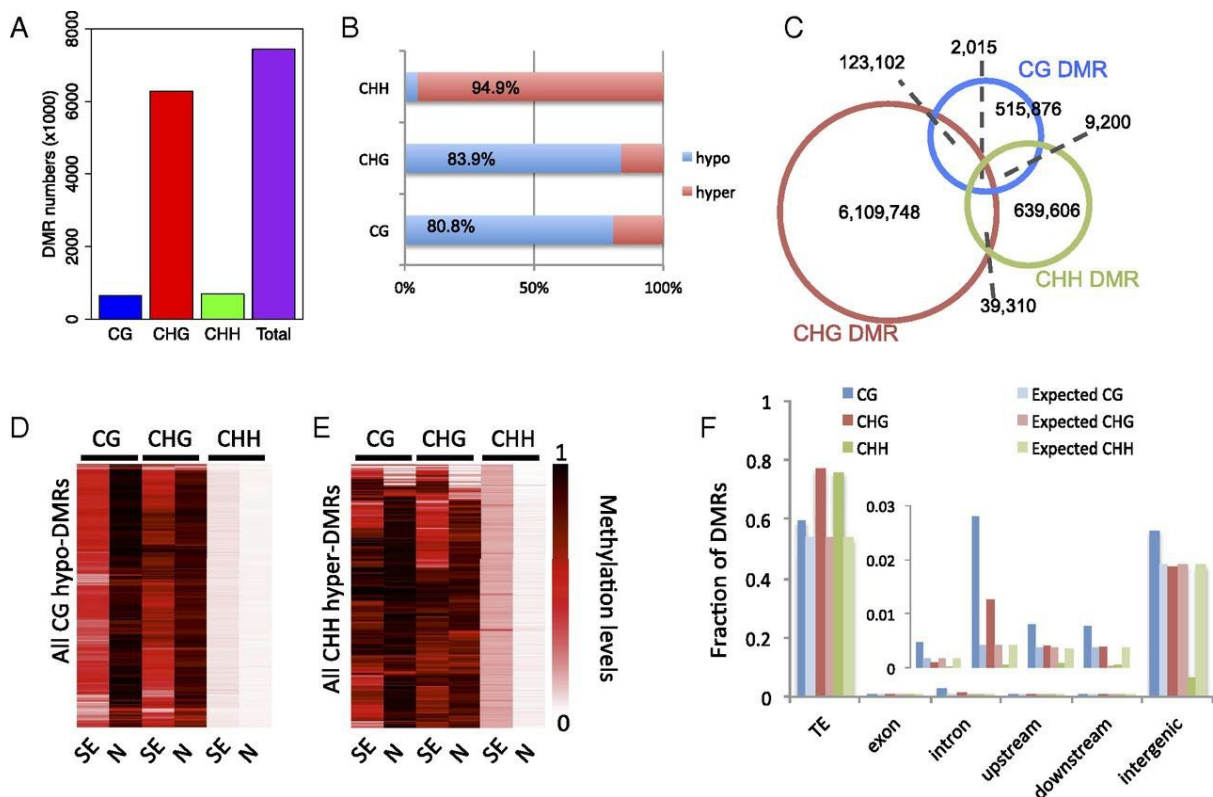 A
DMR numbers (x1000)
8000
6000
4000
2000
0
CG CHG CHH Total
B
CHH 94.9%
CHG 83.9%
CG 80.8%
0% 50% 100%
hypo
hyper
C
2,015
123,102
CG DMR
515,876
9,200
6,109,748
639,606
CHH DMR
39,310
CHG DMR
D
CG CHG CHH
All CG hypo-DMRs
SE N SE N SE N
E
CG CHG CHH
All CHH hyper-DMRs
SE N SE N SE N
1
0
Methylation levels
F
CG
CHG
CHH
Expected CG
Expected CHG
Expected CHH
Fraction of DMRs
1
0.8
0.6
0.4
0.2
0
0.03
0.02
0.01
0
TE exon intron upstream downstream intergenic